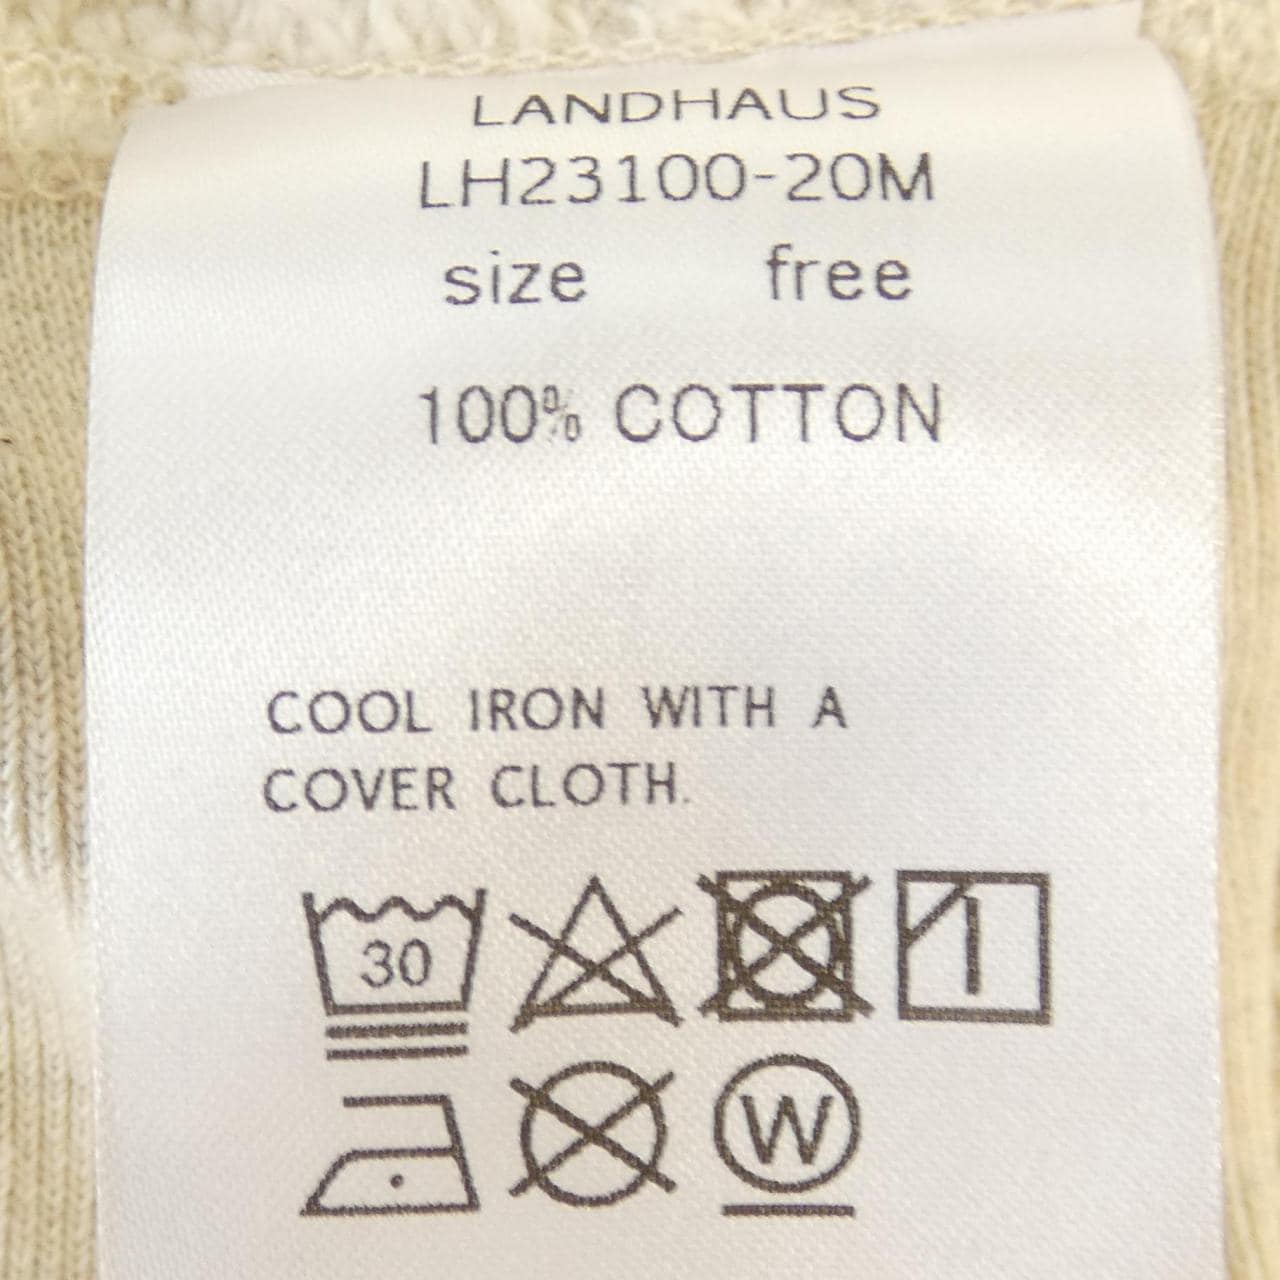 LANDHAUS
LH23100-20M
size free
100% COTTON
COOL IRON WITH A
COVER CLOTH.
30
W